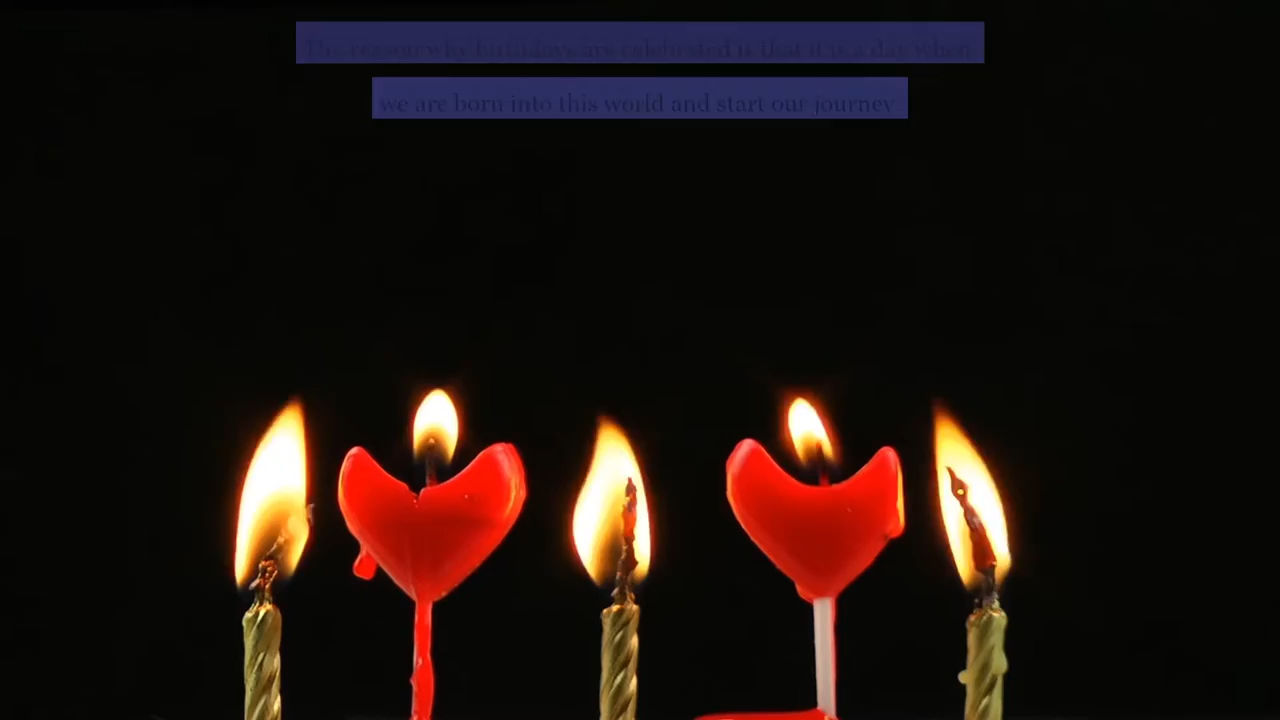 The reason why birthdays are celebrated is that it is a day when
we are born into this world and start our journey